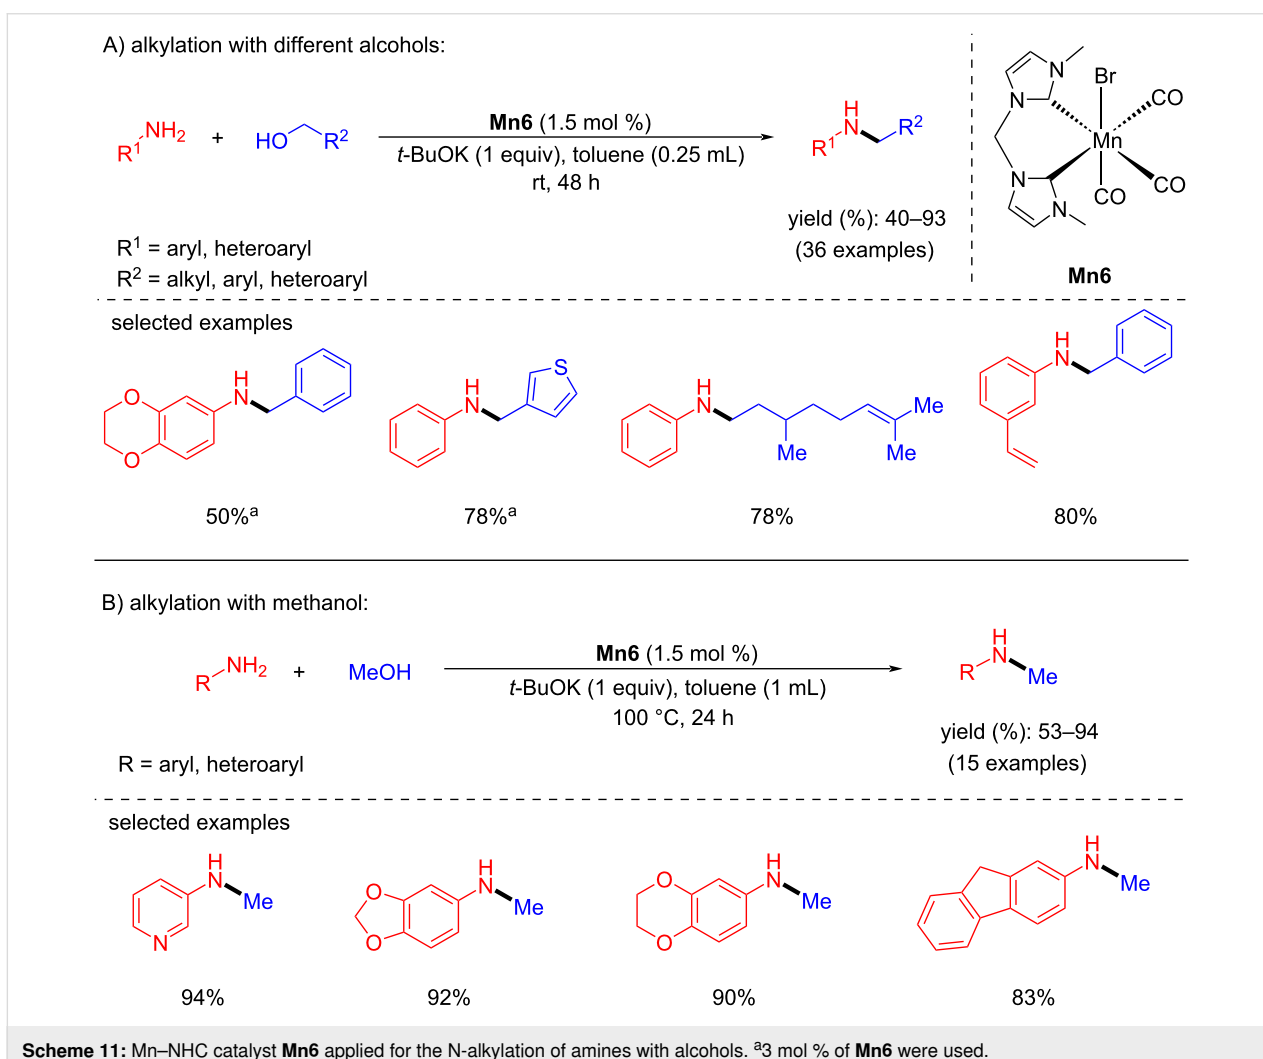 A) alkylation with different alcohols:
R¹ NH₂ + HO R²
Mn6 (1.5 mol %)
t-BuOK (1 equiv), toluene (0.25 mL)
rt, 48 h
R¹ H N R²
yield (%): 40–93
(36 examples)
R¹ = aryl, heteroaryl
R² = alkyl, aryl, heteroaryl
N N Br CO Mn CO CO N N
Mn6
selected examples
O O H N
H N S
H N Me Me Me
H N
50%ᵃ
78%ᵃ
78%
80%
B) alkylation with methanol:
R NH₂ + MeOH
Mn6 (1.5 mol %)
t-BuOK (1 equiv), toluene (1 mL)
100 °C, 24 h
R H N Me
yield (%): 53–94
(15 examples)
R = aryl, heteroaryl
selected examples
N H N Me
O O H N Me
O O H N Me
H N Me
94%
92%
90%
83%
Scheme 11: Mn–NHC catalyst Mn6 applied for the N-alkylation of amines with alcohols. ᵃ3 mol % of Mn6 were used.